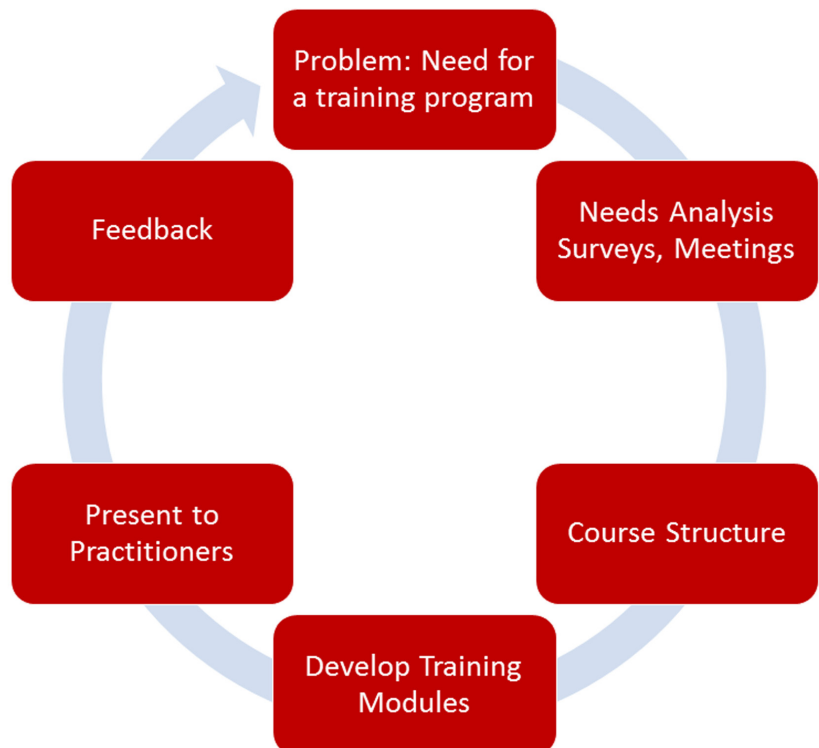 Problem: Need for
a training program
Needs Analysis
Surveys, Meetings
Course Structure
Develop Training
Modules
Present to
Practitioners
Feedback